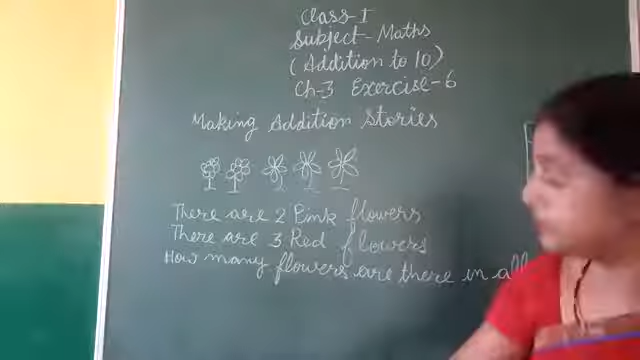 Class-I
Subject-Maths
(Addition to 10)
Ch-3 Exercise-6
Making Addition Stories
There are 2 Pink flowers
There are 3 Red flowers
How many flowers are there in all